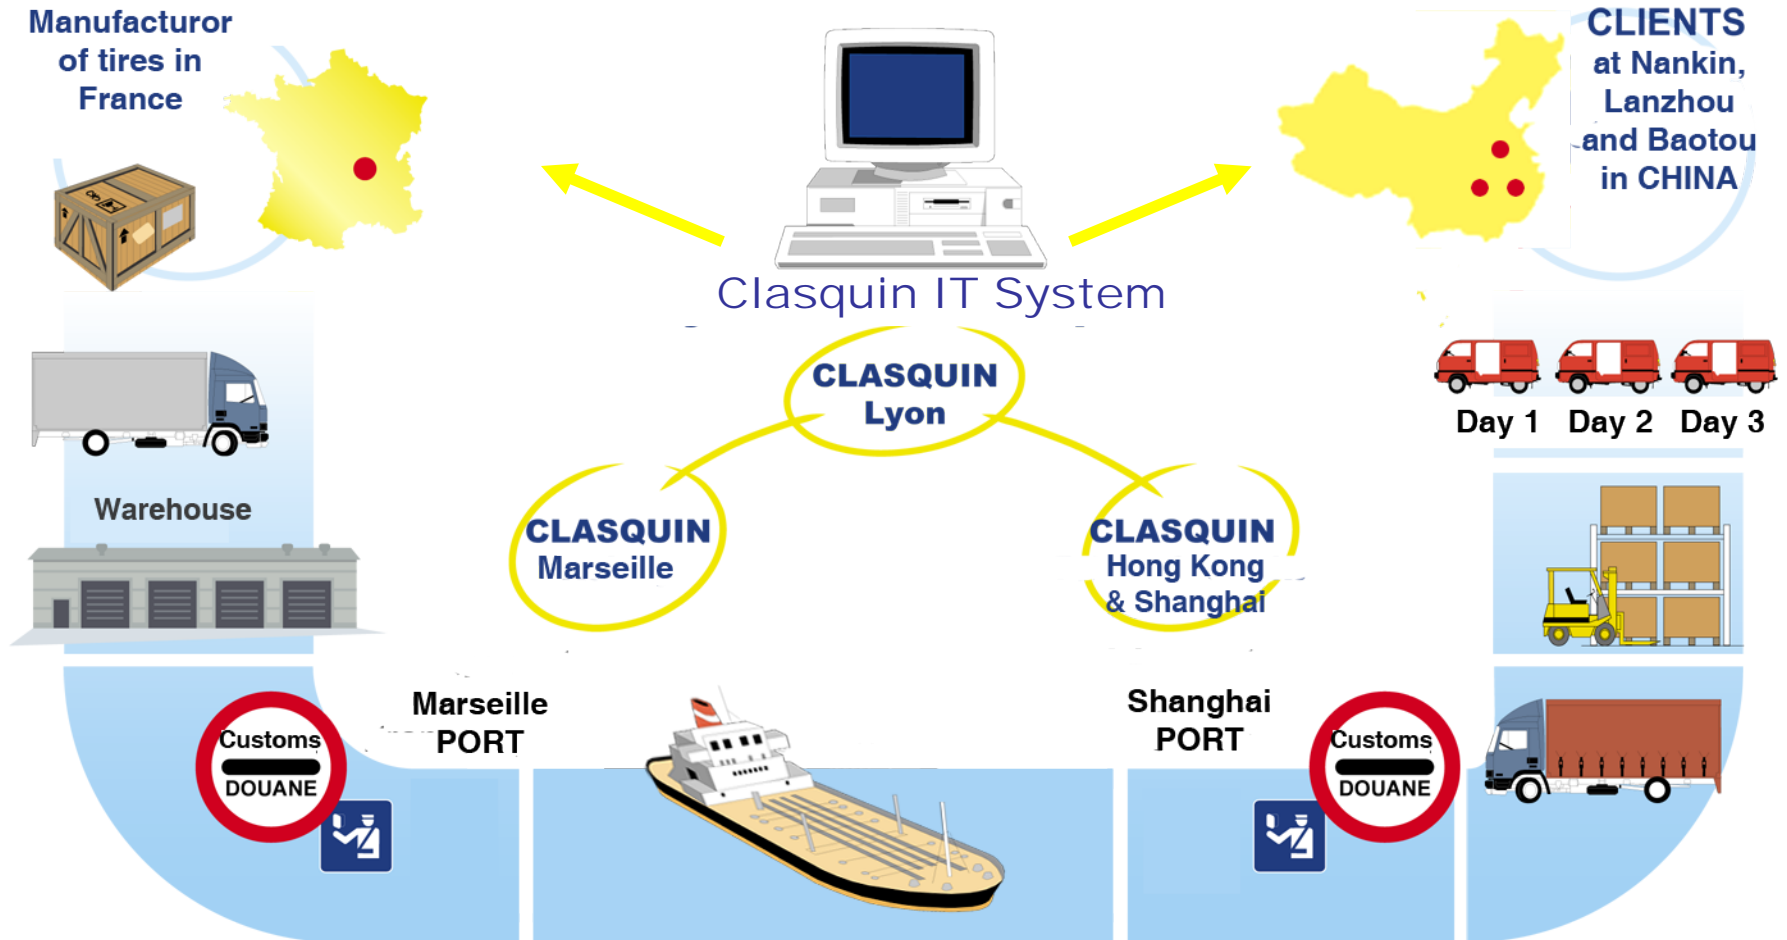 Manufacturor
of tires in
France
CLIENTS
at Nankin,
Lanzhou
and Baotou
in CHINA
Clasquin IT System
CLASQUIN
Lyon
Day 1
Day 2
Day 3
Warehouse
CLASQUIN
Marseille
CLASQUIN
Hong Kong
& Shanghai
Marseille
PORT
Shanghai
PORT
Customs
DOUANE
Customs
DOUANE